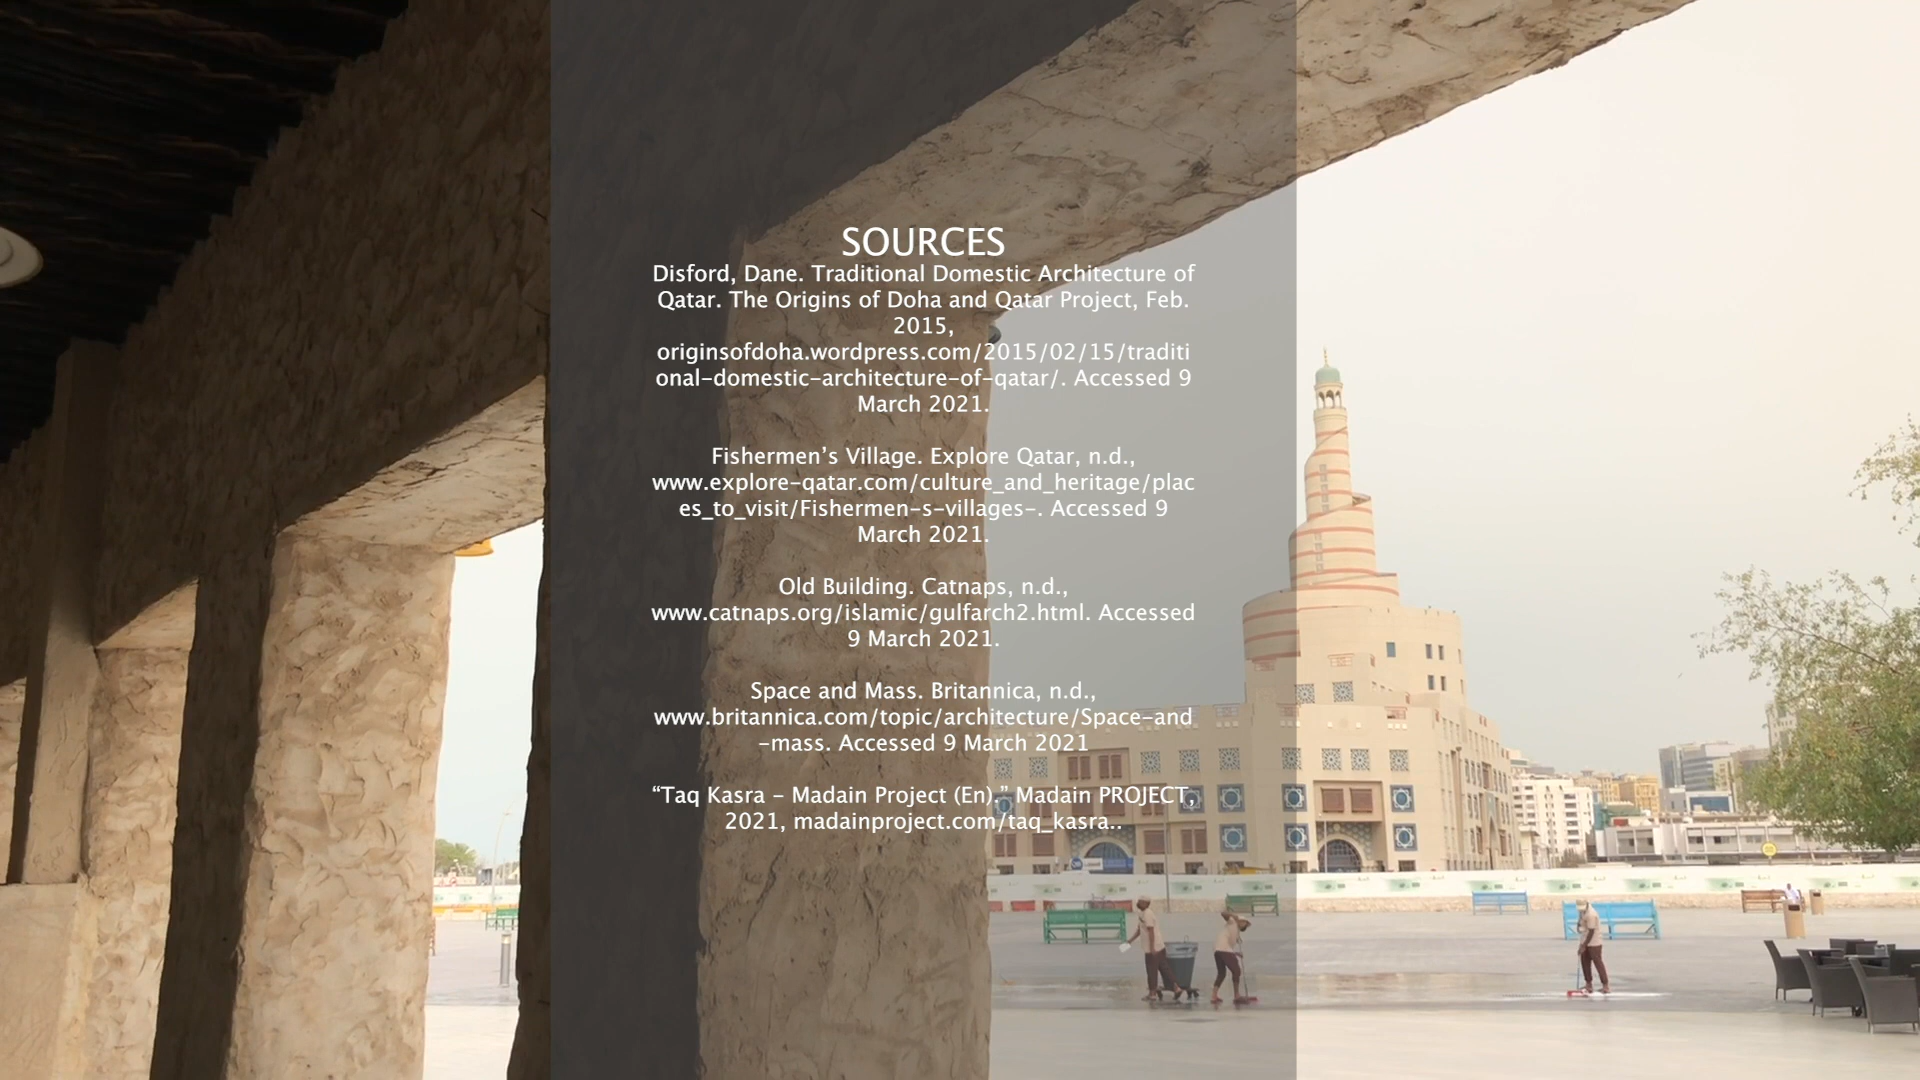 SOURCES
Disford, Dane. Traditional Domestic Architecture of
Qatar. The Origins of Doha and Qatar Project, Feb.
2015,
originsofdoha.wordpress.com/2015/02/15/traditi
onal-domestic-architecture-of-qatar/. Accessed 9
March 2021.
Fishermen’s Village. Explore Qatar, n.d.,
www.explore-qatar.com/culture_and_heritage/plac
es_to_visit/Fishermen-s-villages-. Accessed 9
March 2021.
Old Building. Catnaps, n.d.,
www.catnaps.org/islamic/gulfarch2.html. Accessed
9 March 2021.
Space and Mass. Britannica, n.d.,
www.britannica.com/topic/architecture/Space-and
-mass. Accessed 9 March 2021
“Taq Kasra - Madain Project (En).” Madain PROJECT,
2021, madainproject.com/taq_kasra..